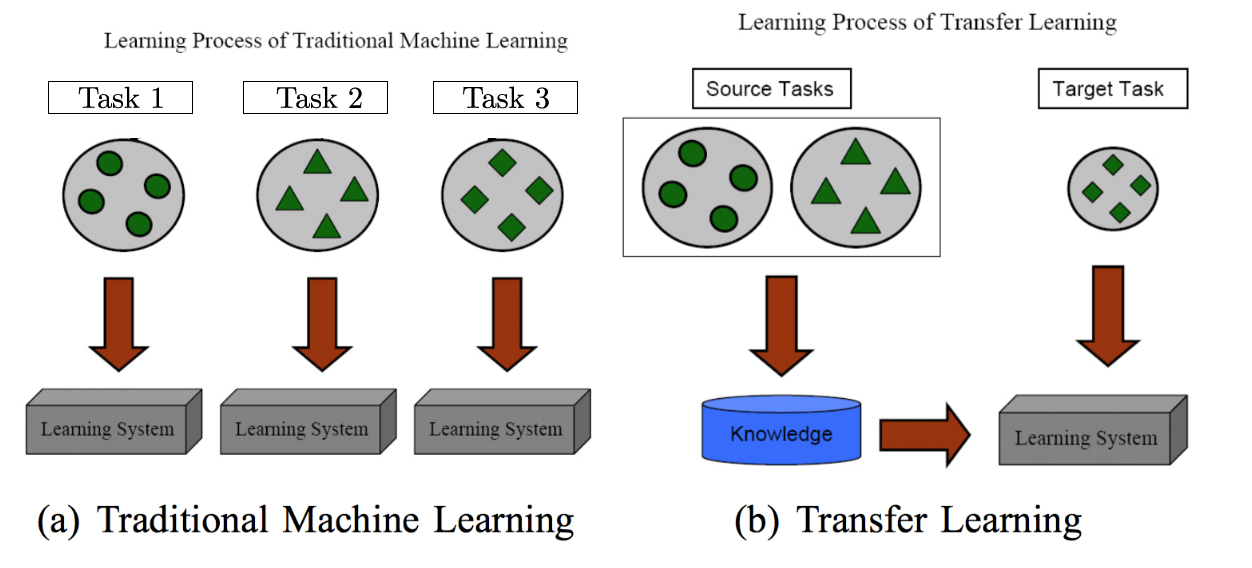 Learning Process of Traditional Machine Learning
Task 1
Task 2
Task 3
Learning System
Learning System
Learning System
(a) Traditional Machine Learning
Learning Process of Transfer Learning
Source Tasks
Target Task
Knowledge
Learning System
(b) Transfer Learning